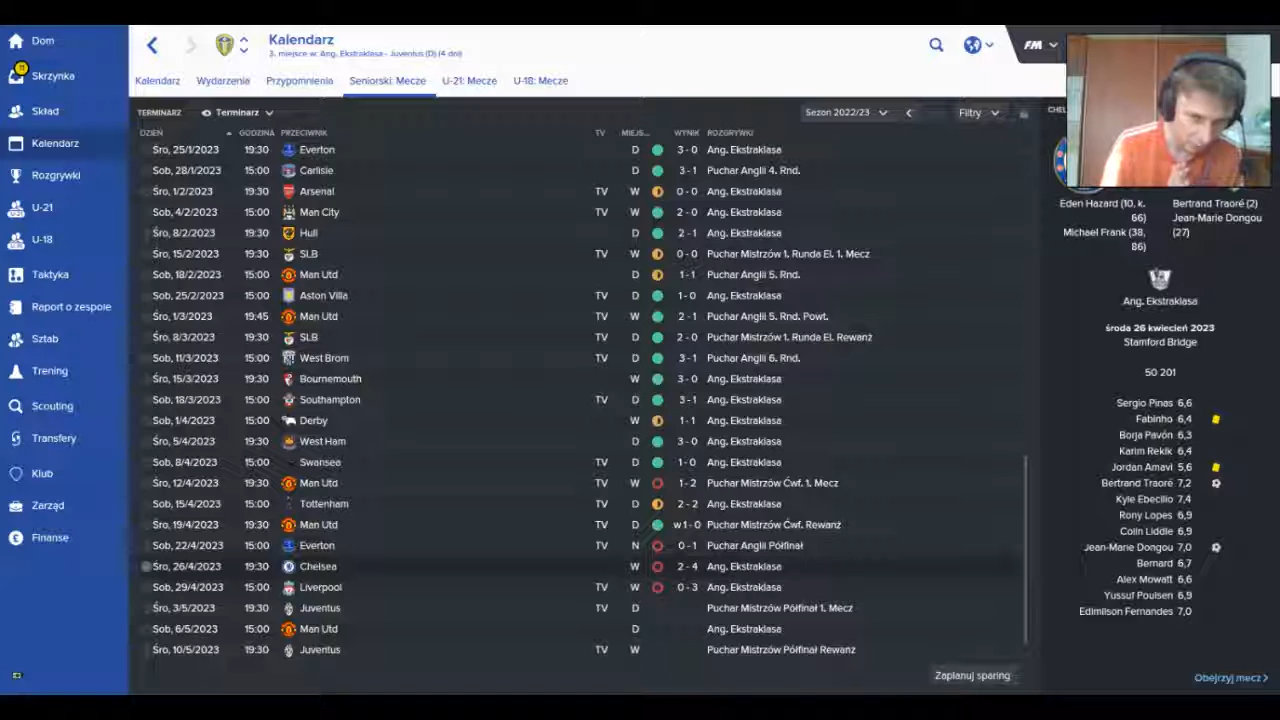 Dom
Skrzynka
11
Skład
Kalendarz
Rozgrywki
U-21
U-18
Taktyka
Raport o zespole
Sztab
Trening
Scouting
Transfery
Klub
Zarząd
Finanse
Kalendarz
3. miejsce w: Ang. Ekstraklasa - Juventus (D) (4 dni)
FM
Kalendarz Wydarzenia Przypomnienia Seniorski: Mecze U-21: Mecze U-18: Mecze
TERMINARZ Terminarz Sezon 2022/23 Filtry
DZIEŃ GODZINA PRZECIWNIK TV MIEJS... WYNIK ROZGRYWKI
Śro, 25/1/2023 19:30 Everton D 3 - 0 Ang. Ekstraklasa
Sob, 28/1/2023 15:00 Carlisle D 3 - 1 Puchar Anglii 4. Rnd.
Śro, 1/2/2023 19:30 Arsenal TV W 0 - 0 Ang. Ekstraklasa
Sob, 4/2/2023 15:00 Man City TV W 2 - 0 Ang. Ekstraklasa
Śro, 8/2/2023 19:30 Hull D 2 - 1 Ang. Ekstraklasa
Śro, 15/2/2023 19:30 SLB TV W 0 - 0 Puchar Mistrzów 1. Runda El. 1. Mecz
Sob, 18/2/2023 15:00 Man Utd D 1 - 1 Puchar Anglii 5. Rnd.
Sob, 25/2/2023 15:00 Aston Villa TV D 1 - 0 Ang. Ekstraklasa
Śro, 1/3/2023 19:45 Man Utd TV W 2 - 1 Puchar Anglii 5. Rnd. Powt.
Śro, 8/3/2023 19:30 SLB TV D 2 - 0 Puchar Mistrzów 1. Runda El. Rewanż
Sob, 11/3/2023 15:00 West Brom TV D 3 - 1 Puchar Anglii 6. Rnd.
Śro, 15/3/2023 19:30 Bournemouth W 3 - 0 Ang. Ekstraklasa
Sob, 18/3/2023 15:00 Southampton TV D 3 - 1 Ang. Ekstraklasa
Sob, 1/4/2023 15:00 Derby W 1 - 1 Ang. Ekstraklasa
Śro, 5/4/2023 19:30 West Ham D 3 - 0 Ang. Ekstraklasa
Sob, 8/4/2023 15:00 Swansea TV D 1 - 0 Ang. Ekstraklasa
Śro, 12/4/2023 19:30 Man Utd TV W 1 - 2 Puchar Mistrzów Ćwf. 1. Mecz
Sob, 15/4/2023 15:00 Tottenham TV D 2 - 2 Ang. Ekstraklasa
Śro, 19/4/2023 19:30 Man Utd TV D w 1 - 0 Puchar Mistrzów Ćwf. Rewanż
Sob, 22/4/2023 15:00 Everton TV N 0 - 1 Puchar Anglii Półfinał
Śro, 26/4/2023 19:30 Chelsea W 2 - 4 Ang. Ekstraklasa
Sob, 29/4/2023 15:00 Liverpool TV W 0 - 3 Ang. Ekstraklasa
Śro, 3/5/2023 19:30 Juventus TV D Puchar Mistrzów Półfinał 1. Mecz
Sob, 6/5/2023 15:00 Man Utd D Ang. Ekstraklasa
Śro, 10/5/2023 19:30 Juventus TV W Puchar Mistrzów Półfinał Rewanż
Zaplanuj sparing
Eden Hazard (10, k. 66)
Michael Frank (38, 86)
Bertrand Traoré (2)
Jean-Marie Dongou (27)
Ang. Ekstraklasa
środa 26 kwiecień 2023
Stamford Bridge
50 201
Sergio Pinas 6,6
Fabinho 6,4
Borja Pavón 6,3
Karim Rekik 6,4
Jordan Amavi 5,6
Bertrand Traoré 7,2
Kyle Ebecilio 7,4
Rony Lopes 6,9
Colin Liddle 6,9
Jean-Marie Dongou 7,0
Bernard 6,7
Alex Mowatt 6,6
Yussuf Poulsen 6,9
Edimilson Fernandes 7,0
Obejrzyj mecz